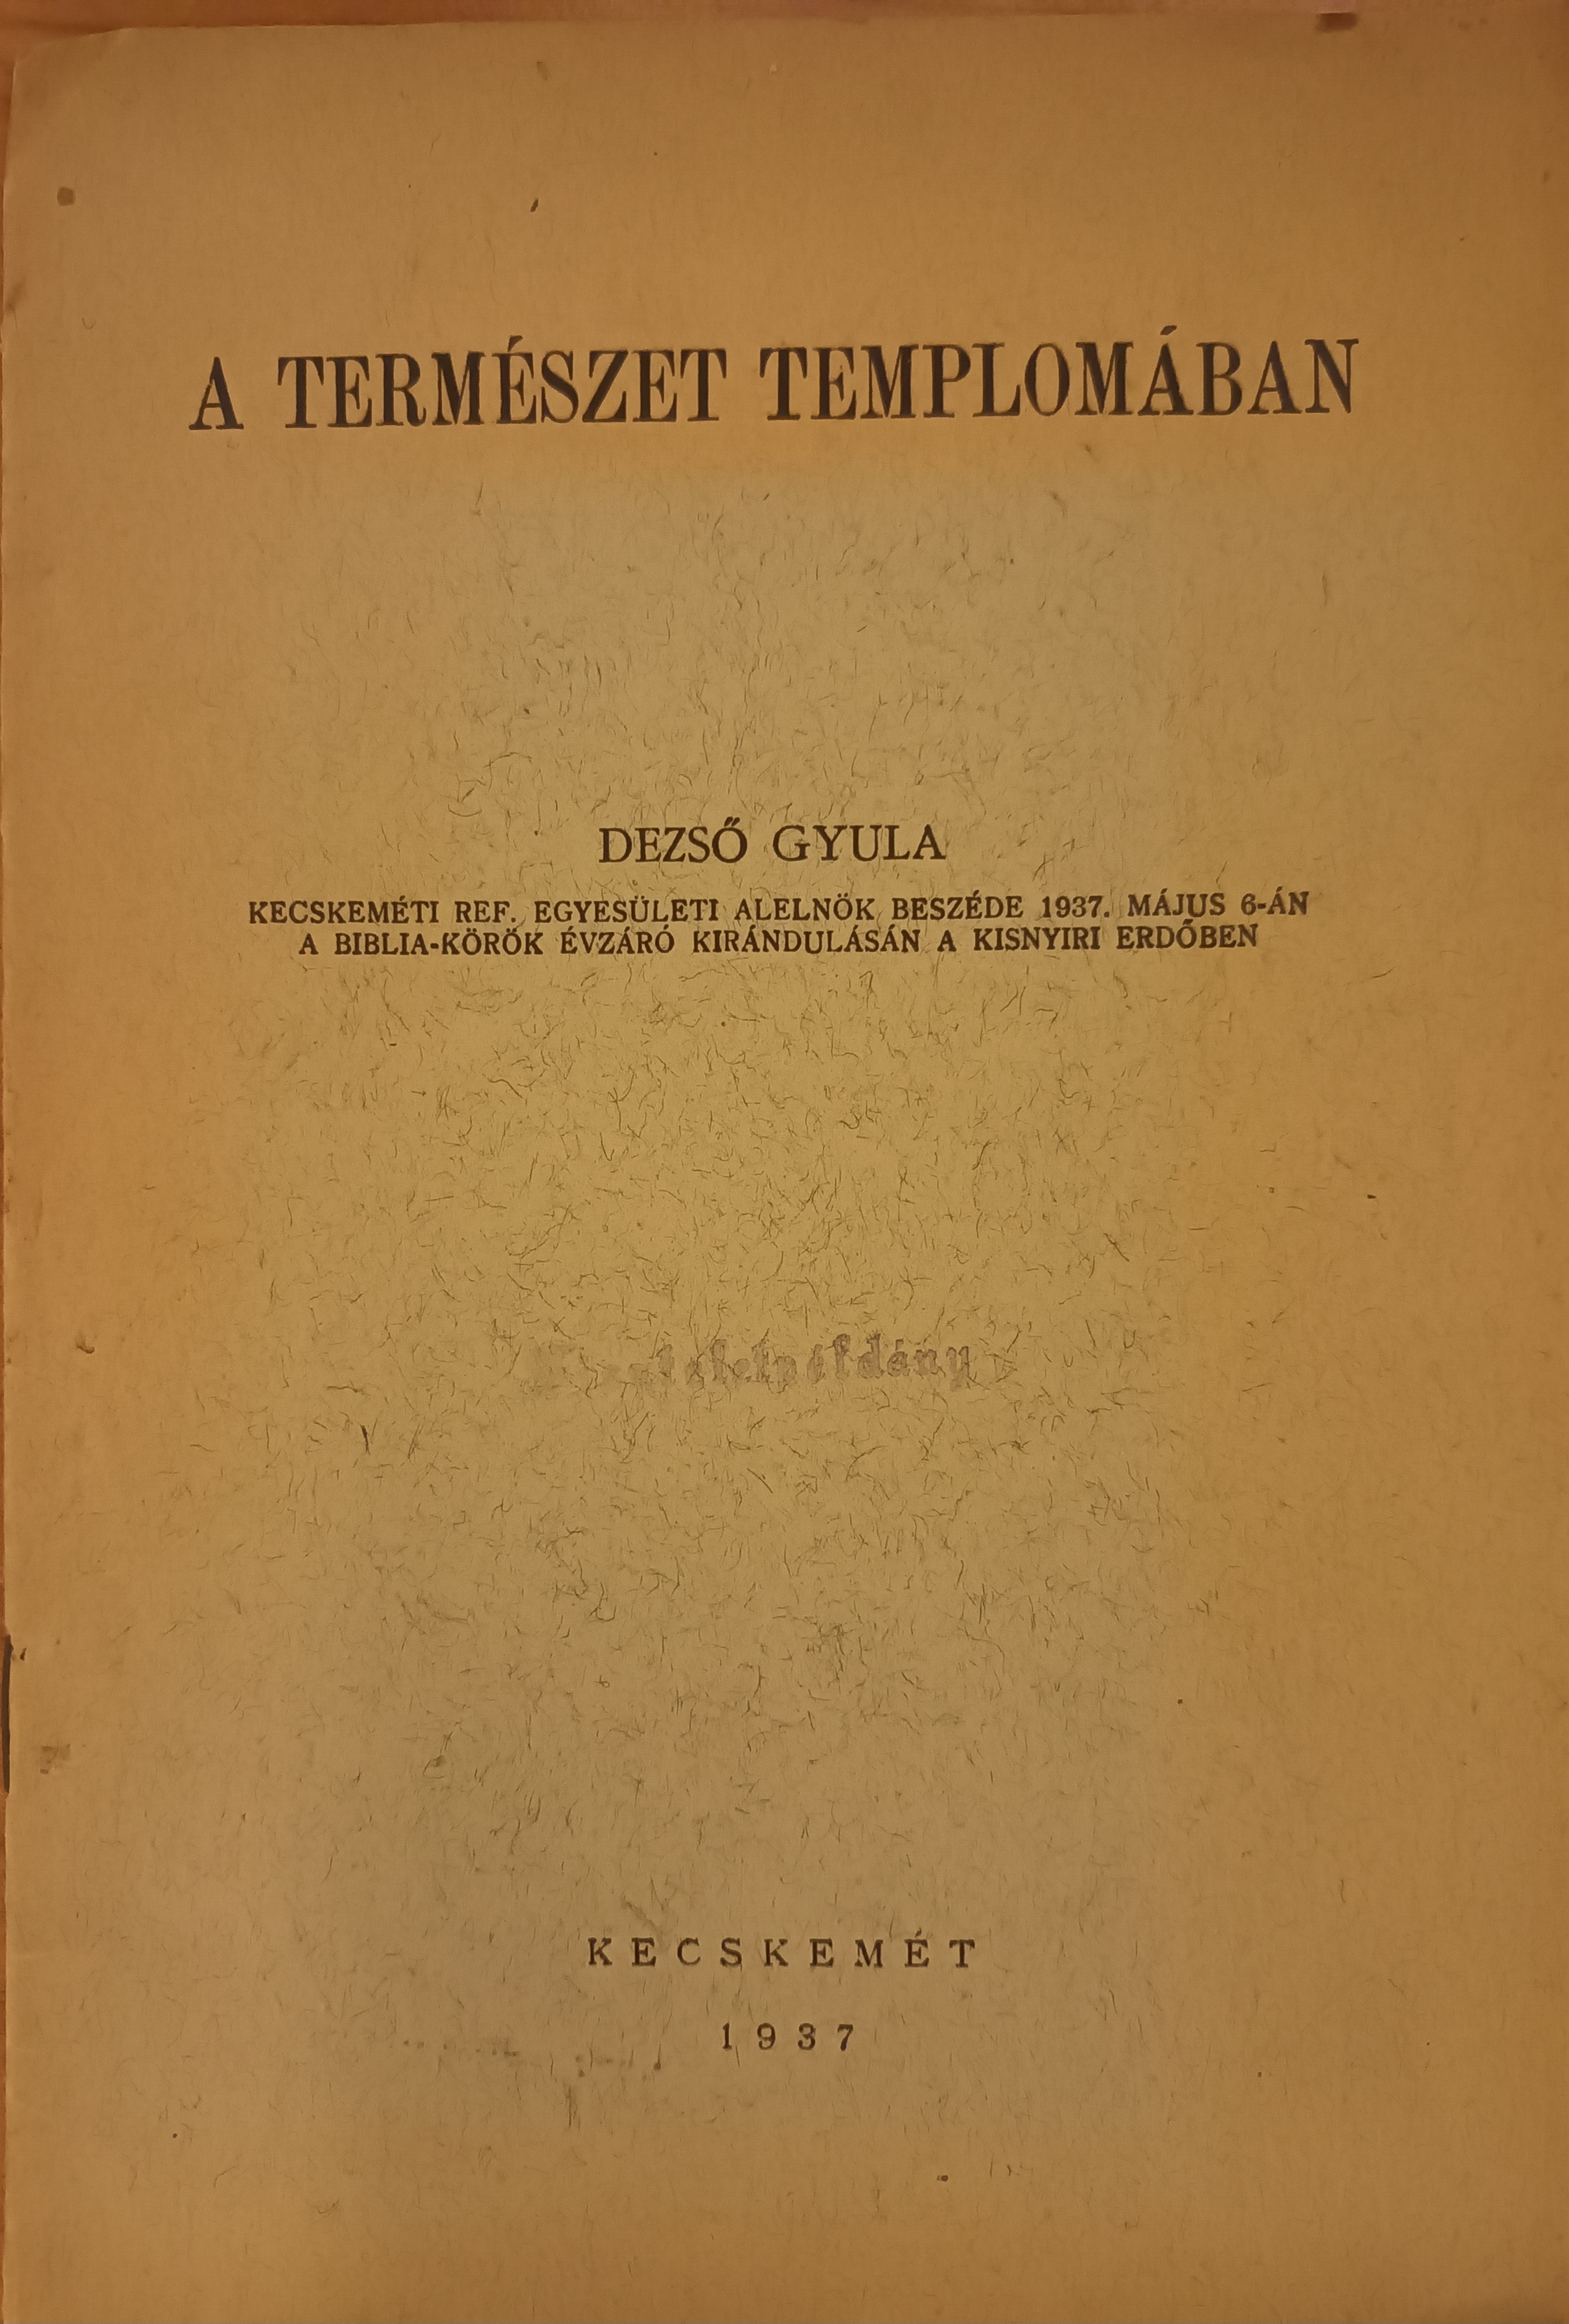 A TERMÉSZET TEMPLOMÁBAN
DEZSŐ GYULA
KECSKEMÉTI REF. EGYESÜLETI ALELNÖK BESZÉDE 1937. MÁJUS 6-ÁN
A BIBLIA-KÖRÖK ÉVZÁRÓ KIRÁNDULÁSÁN A KISNYIRI ERDŐBEN
KECSKEMÉT
1937